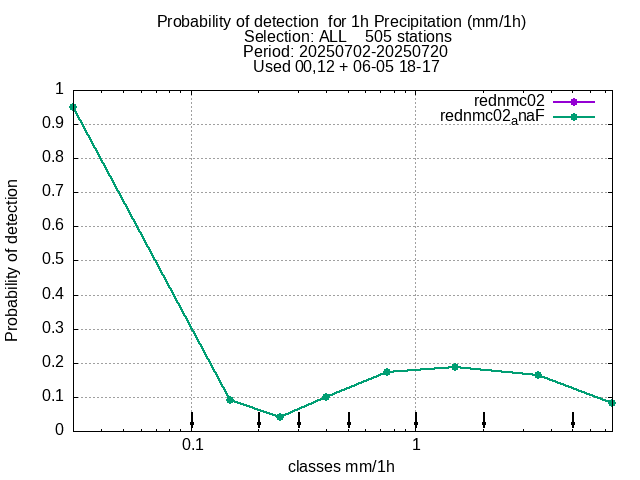 Probability of detection  for 1h Precipitation (mm/1h)
Selection: ALL    505 stations
Period: 20250702-20250720
Used 00,12 + 06-05 18-17
rednmc02
rednmc02anaF
Probability of detection
1
0.9
0.8
0.7
0.6
0.5
0.4
0.3
0.2
0.1
0
0.1 1
classes mm/1h